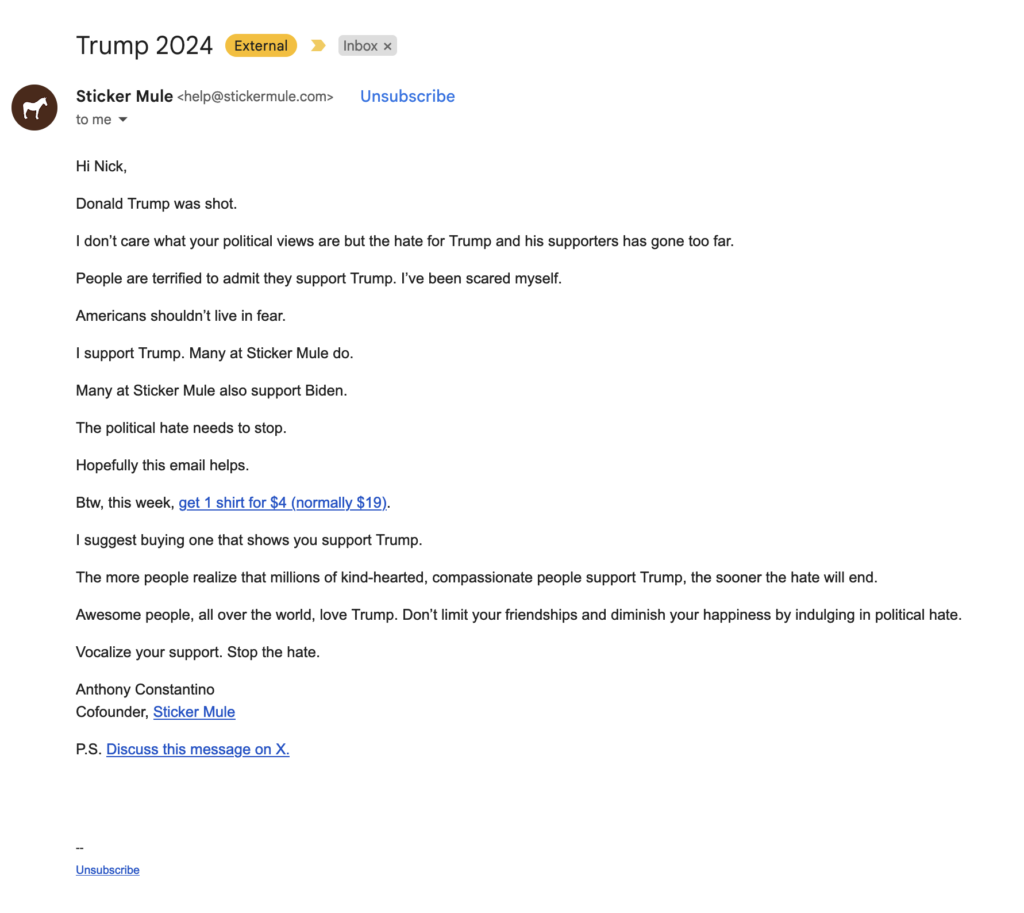 Trump 2024 External Inbox ×
Sticker Mule <help@stickermule.com> Unsubscribe
to me
Hi Nick,
Donald Trump was shot.
I don’t care what your political views are but the hate for Trump and his supporters has gone too far.
People are terrified to admit they support Trump. I’ve been scared myself.
Americans shouldn’t live in fear.
I support Trump. Many at Sticker Mule do.
Many at Sticker Mule also support Biden.
The political hate needs to stop.
Hopefully this email helps.
Btw, this week, get 1 shirt for $4 (normally $19).
I suggest buying one that shows you support Trump.
The more people realize that millions of kind-hearted, compassionate people support Trump, the sooner the hate will end.
Awesome people, all over the world, love Trump. Don’t limit your friendships and diminish your happiness by indulging in political hate.
Vocalize your support. Stop the hate.
Anthony Constantino
Cofounder, Sticker Mule
P.S. Discuss this message on X.
--
Unsubscribe